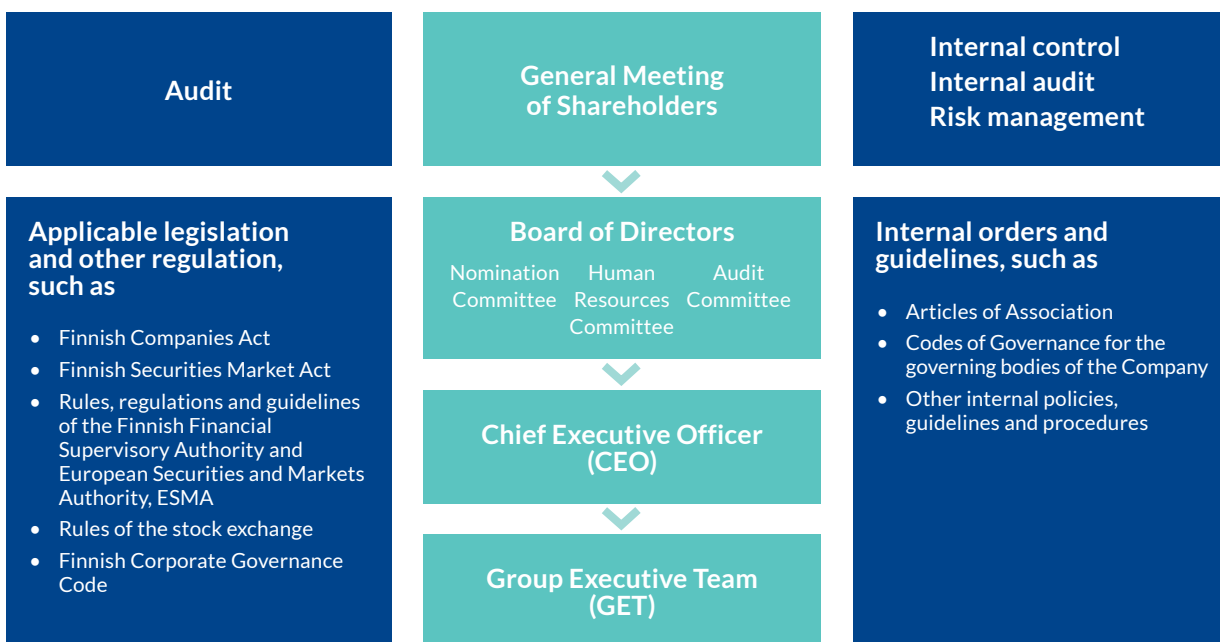 Audit
General Meeting
of Shareholders
Internal control
Internal audit
Risk management
Applicable legislation
and other regulation,
such as
• Finnish Companies Act
• Finnish Securities Market Act
• Rules, regulations and guidelines
of the Finnish Financial
Supervisory Authority and
European Securities and Markets
Authority, ESMA
• Rules of the stock exchange
• Finnish Corporate Governance
Code
Board of Directors
Nomination
Committee
Human
Resources
Committee
Audit
Committee
Chief Executive Officer
(CEO)
Group Executive Team
(GET)
Internal orders and
guidelines, such as
• Articles of Association
• Codes of Governance for the
governing bodies of the Company
• Other internal policies,
guidelines and procedures